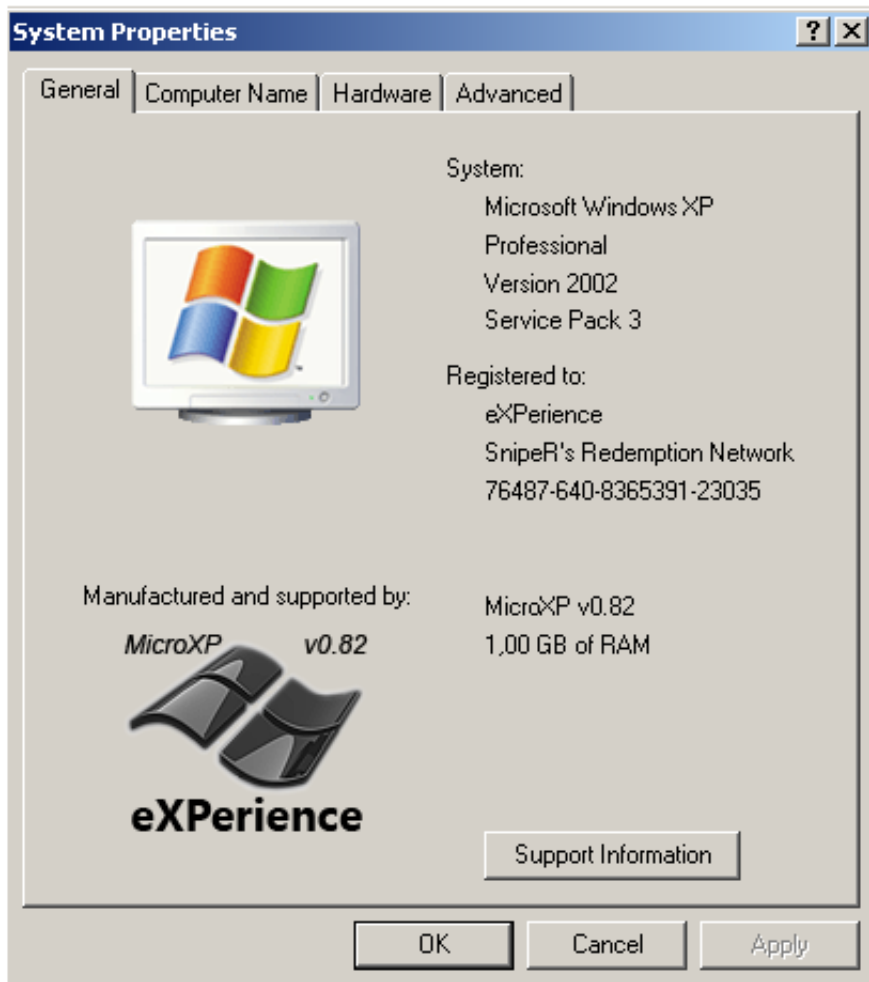 System Properties
General
Computer Name
Hardware
Advanced
System:
Microsoft Windows XP
Professional
Version 2002
Service Pack 3
Registered to:
eXPerience
SnipeR's Redemption Network
76487-640-8365391-23035
Manufactured and supported by:
MicroXP v0.82
eXPerience
MicroXP v0.82
1,00 GB of RAM
Support Information
OK
Cancel
Apply